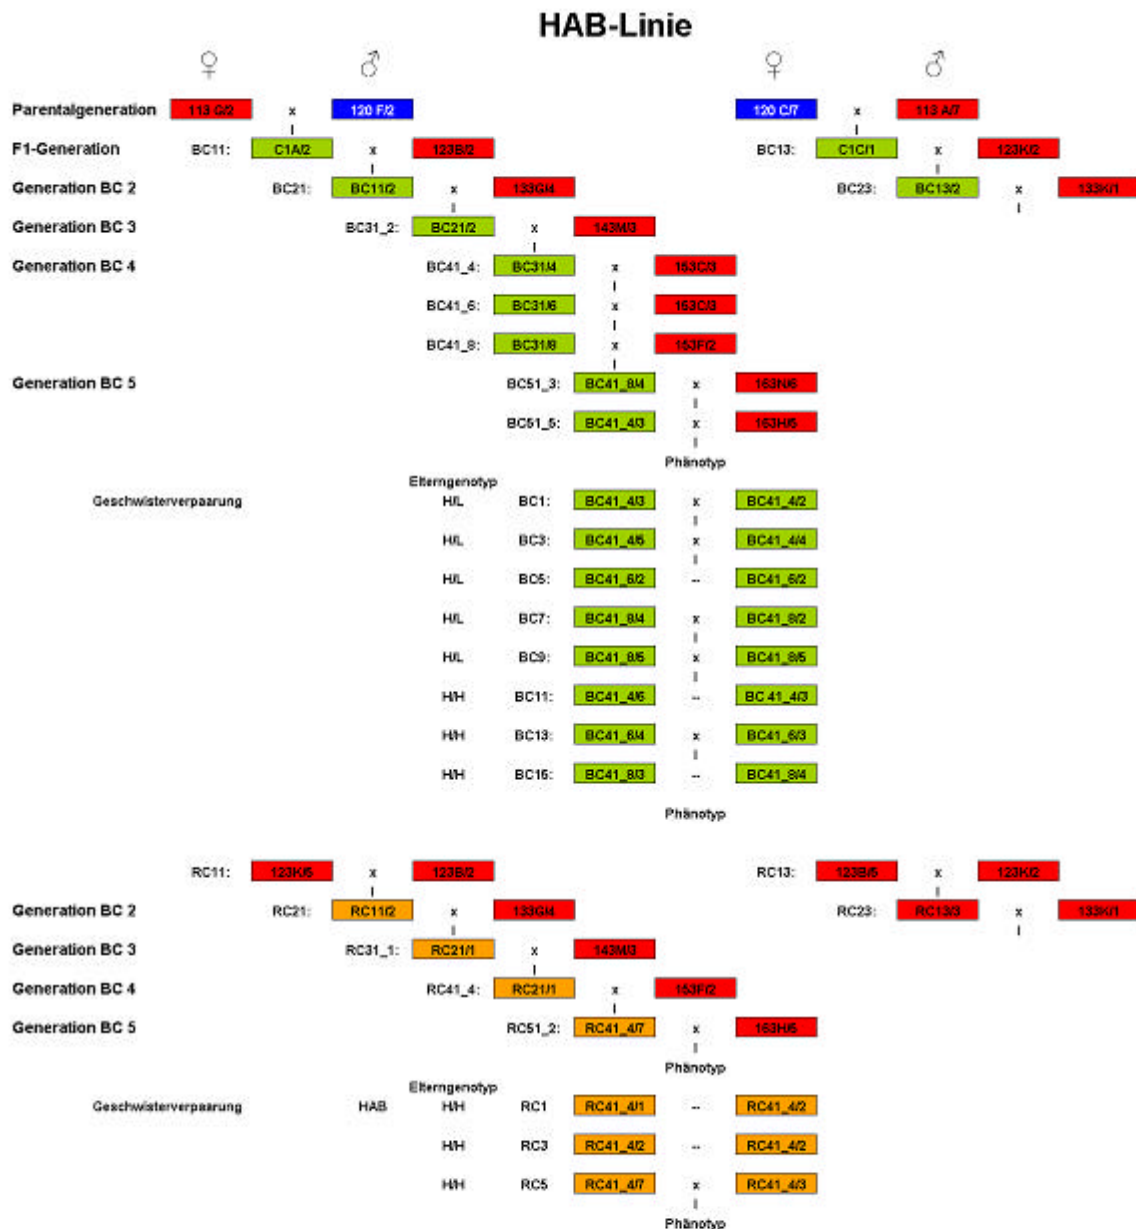 HAB-Linie
♀ ♂ ♀ ♂
Parentalgeneration 113 G/2 x 120 F/2 120 C/7 x 113 A/7
F1-Generation BC11: C1A/2 x 123B/2 BC13: C1C/1 x 123K/2
Generation BC 2 BC21: BC11/2 x 133G/4 BC23: BC13/2 x 133K/1
Generation BC 3 BC31_2: BC21/2 x 143M/3
Generation BC 4 BC41_4: BC31/4 x 153C/3
BC41_6: BC31/6 x 153C/3
BC41_8: BC31/8 x 153F/2
Generation BC 5 BC51_3: BC41_8/4 x 163N/6
BC51_5: BC41_4/3 x 163H/5
Phänotyp
Elterngenotyp
Geschwisterverpaarung H/L BC1: BC41_4/3 x BC41_4/2
H/L BC3: BC41_4/5 x BC41_4/4
H/L BC5: BC41_6/2 -- BC41_6/2
H/L BC7: BC41_8/4 x BC41_8/2
H/L BC9: BC41_8/5 x BC41_8/5
H/H BC11: BC41_4/6 -- BC 41_4/3
H/H BC13: BC41_6/4 x BC41_6/3
H/H BC15: BC41_8/3 -- BC41_8/4
Phänotyp
RC11: 123K/5 x 123B/2 RC13: 123B/5 x 123K/2
Generation BC 2 RC21: RC11/2 x 133G/4 RC23: RC13/3 x 133K/1
Generation BC 3 RC31_1: RC21/1 x 143M/3
Generation BC 4 RC41_4: RC21/1 x 153F/2
Generation BC 5 RC51_2: RC41_4/7 x 163H/5
Phänotyp
Elterngenotyp
Geschwisterverpaarung HAB H/H RC1 RC41_4/1 -- RC41_4/2
H/H RC3 RC41_4/2 -- RC41_4/2
H/H RC5 RC41_4/7 x RC41_4/3
Phänotyp